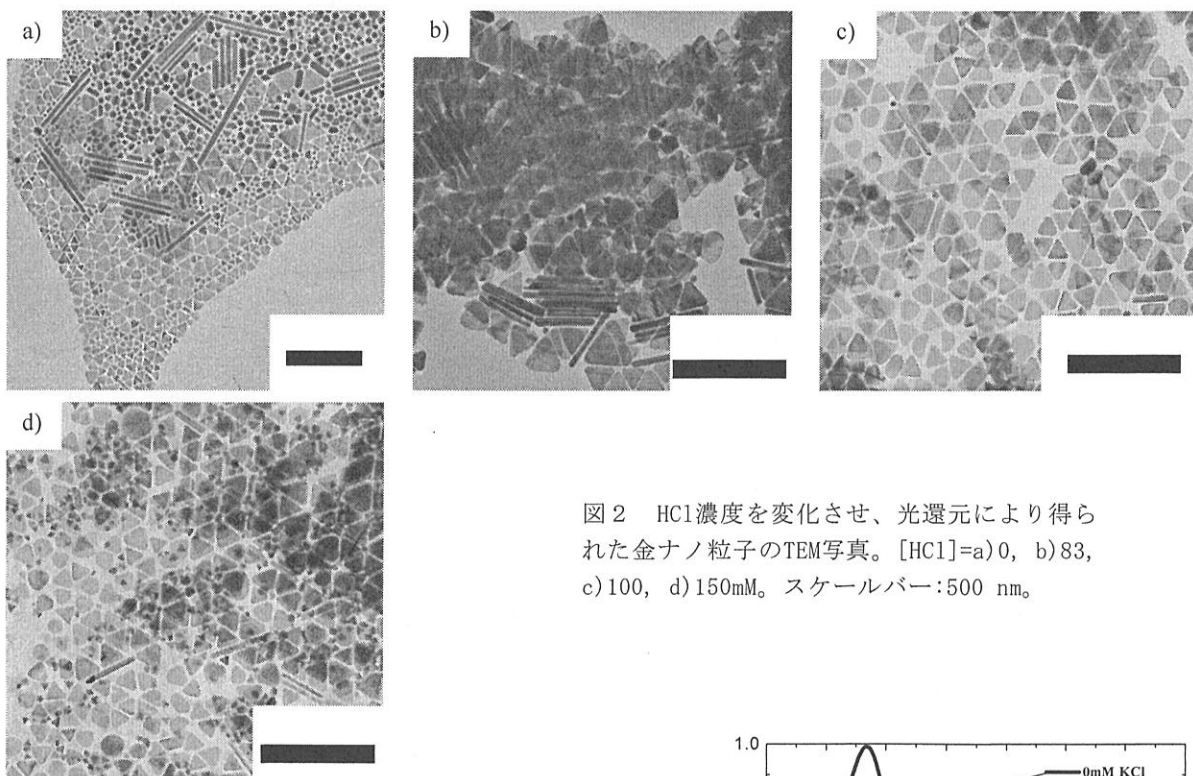 a)
b)
c)
d)
図2 HCl濃度を変化させ、光還元により得ら
れた金ナノ粒子のTEM写真。[HCl]=a)0, b)83,
c)100, d)150mM。スケールバー:500 nm。
1.0
0mM KCl